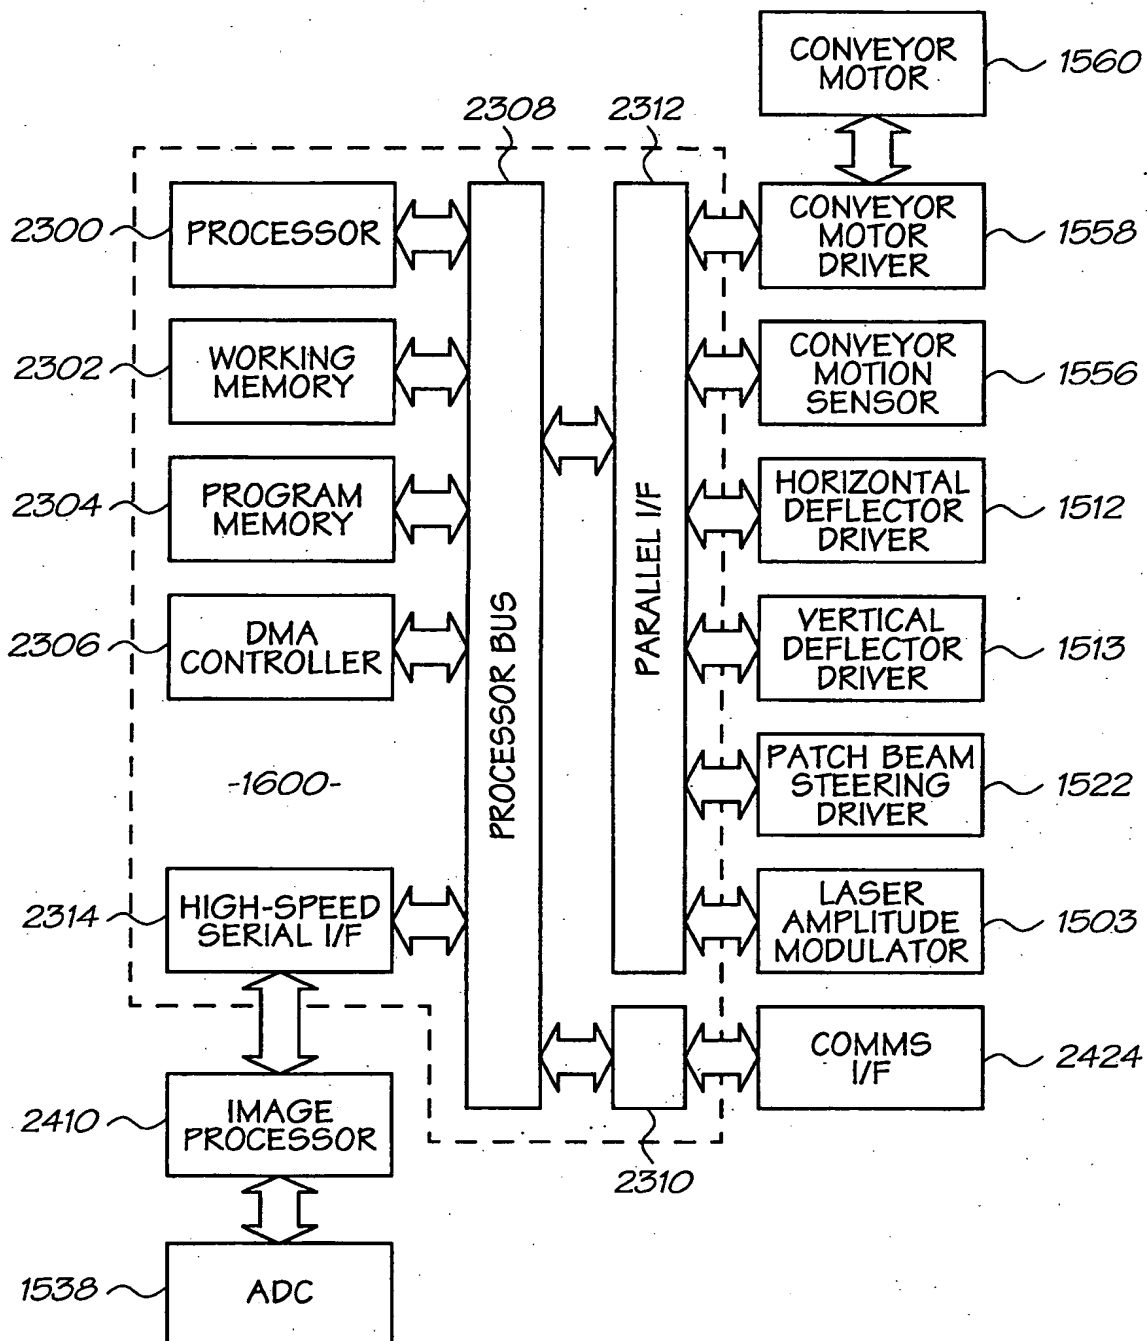 CONVEYOR
MOTOR
1560
2308
2312
2300
PROCESSOR
CONVEYOR
MOTOR
DRIVER
1558
2302
WORKING
MEMORY
CONVEYOR
MOTION
SENSOR
1556
2304
PROGRAM
MEMORY
HORIZONTAL
DEFLECTOR
DRIVER
1512
2306
DMA
CONTROLLER
PROCESSOR BUS
PARALLEL I/F
VERTICAL
DEFLECTOR
DRIVER
1513
-1600-
PATCH BEAM
STEERING
DRIVER
1522
2314
HIGH-SPEED
SERIAL I/F
LASER
AMPLITUDE
MODULATOR
1503
COMMS
I/F
2424
2410
IMAGE
PROCESSOR
2310
1538
ADC